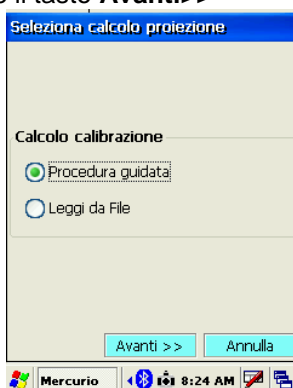 il tasto Avanti>>
Seleziona calcolo proiezione
Calcolo calibrazione
Procedura guidata
Leggi da File
Avanti >> Annulla
Mercurio 8:24 AM